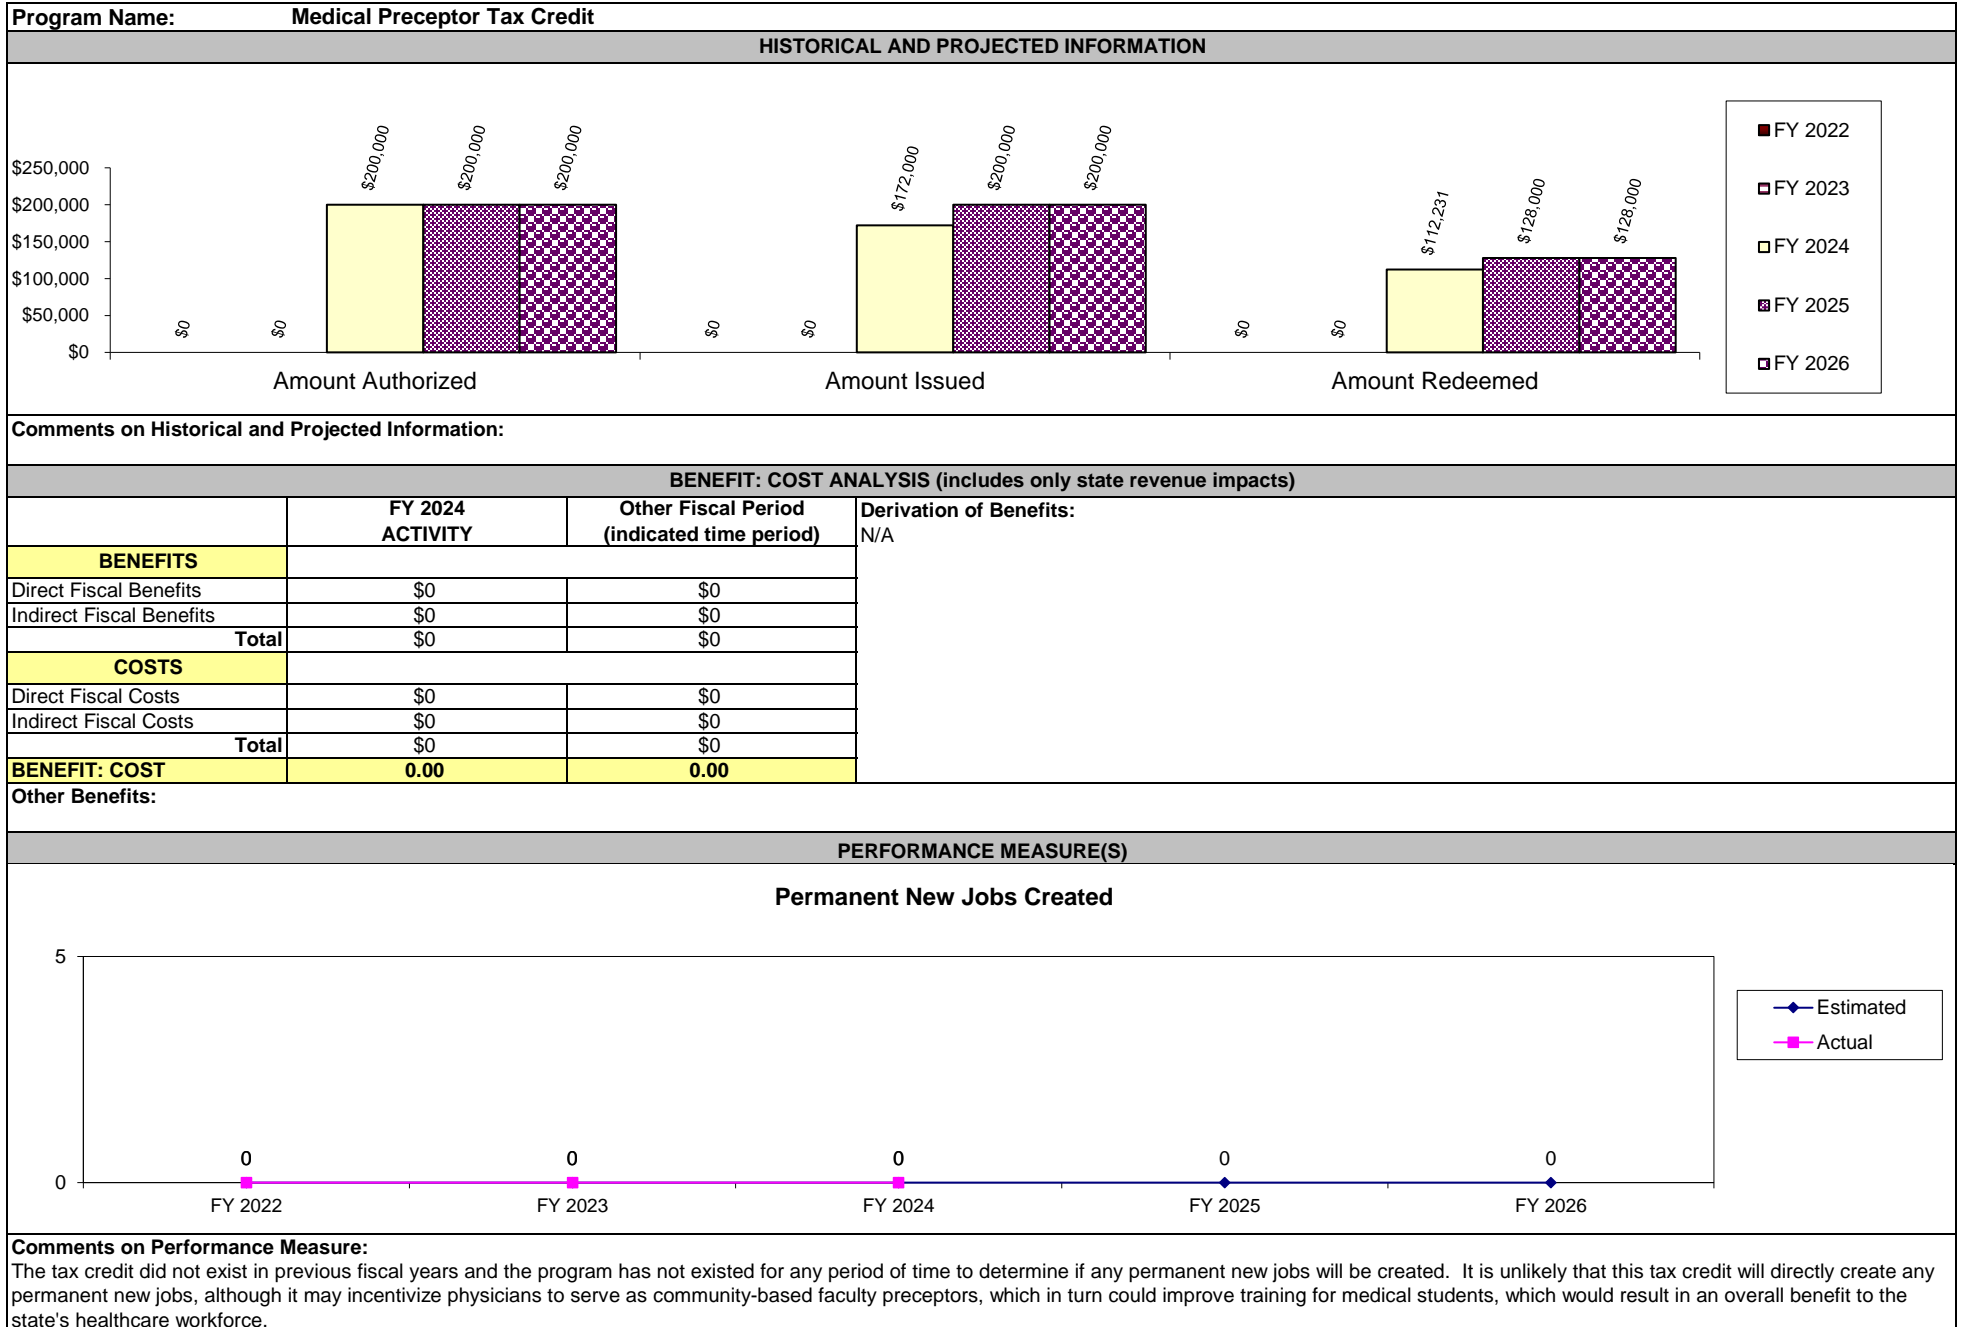 Program Name: Medical Preceptor Tax Credit
HISTORICAL AND PROJECTED INFORMATION
$250,000
$200,000
$150,000
$100,000
$50,000
$0
$0
$0
$200,000
$200,000
$200,000
$0
$0
$172,000
$200,000
$200,000
$0
$0
$112,231
$128,000
$128,000
Amount Authorized
Amount Issued
Amount Redeemed
FY 2022
FY 2023
FY 2024
FY 2025
FY 2026
Comments on Historical and Projected Information:
BENEFIT: COST ANALYSIS (includes only state revenue impacts)
FY 2024
ACTIVITY
Other Fiscal Period
(indicated time period)
Derivation of Benefits:
N/A
BENEFITS
Direct Fiscal Benefits $0 $0
Indirect Fiscal Benefits $0 $0
Total $0 $0
COSTS
Direct Fiscal Costs $0 $0
Indirect Fiscal Costs $0 $0
Total $0 $0
BENEFIT: COST 0.00 0.00
Other Benefits:
PERFORMANCE MEASURE(S)
Permanent New Jobs Created
5
0
0 0 0 0 0
FY 2022 FY 2023 FY 2024 FY 2025 FY 2026
Estimated
Actual
Comments on Performance Measure:
The tax credit did not exist in previous fiscal years and the program has not existed for any period of time to determine if any permanent new jobs will be created. It is unlikely that this tax credit will directly create any
permanent new jobs, although it may incentivize physicians to serve as community-based faculty preceptors, which in turn could improve training for medical students, which would result in an overall benefit to the
state's healthcare workforce.